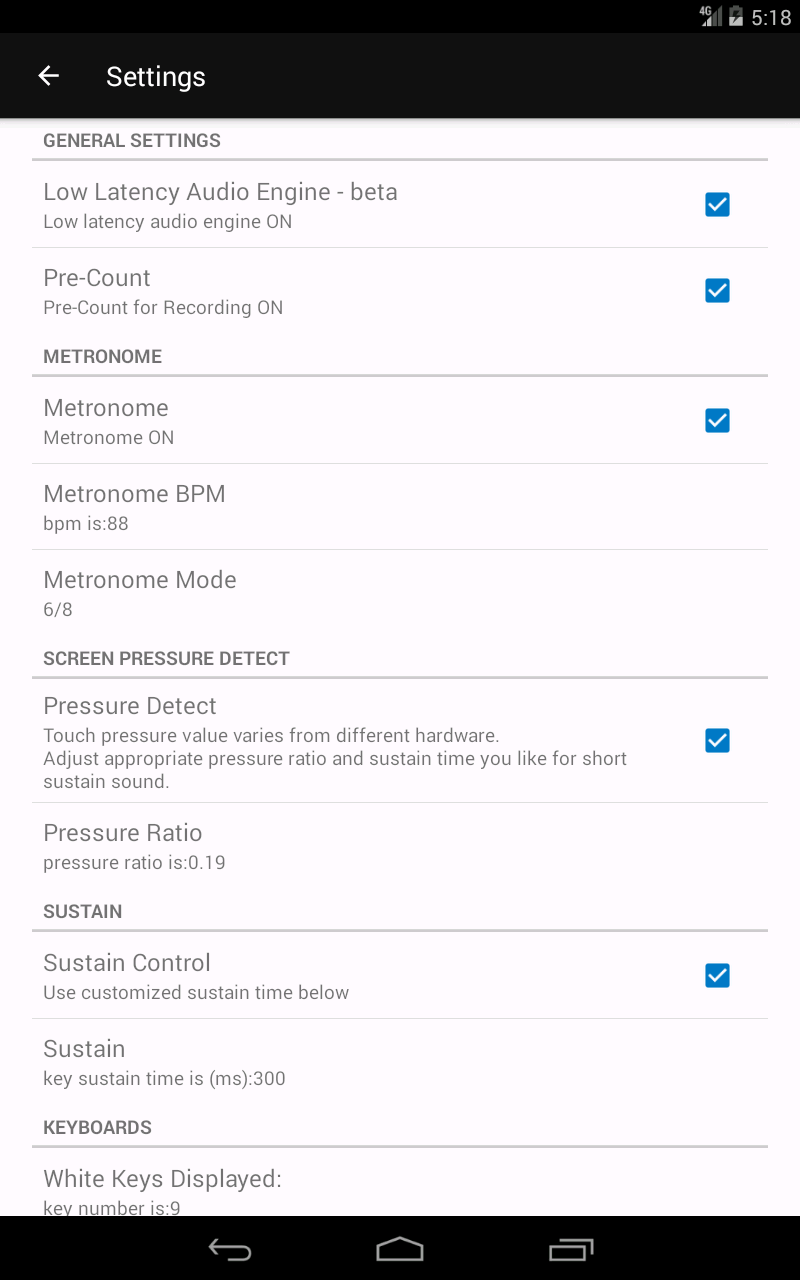 4G 5:18
Settings
GENERAL SETTINGS
Low Latency Audio Engine - beta
Low latency audio engine ON
Pre-Count
Pre-Count for Recording ON
METRONOME
Metronome
Metronome ON
Metronome BPM
bpm is:88
Metronome Mode
6/8
SCREEN PRESSURE DETECT
Pressure Detect
Touch pressure value varies from different hardware.
Adjust appropriate pressure ratio and sustain time you like for short
sustain sound.
Pressure Ratio
pressure ratio is:0.19
SUSTAIN
Sustain Control
Use customized sustain time below
Sustain
key sustain time is (ms):300
KEYBOARDS
White Keys Displayed:
key number is:9